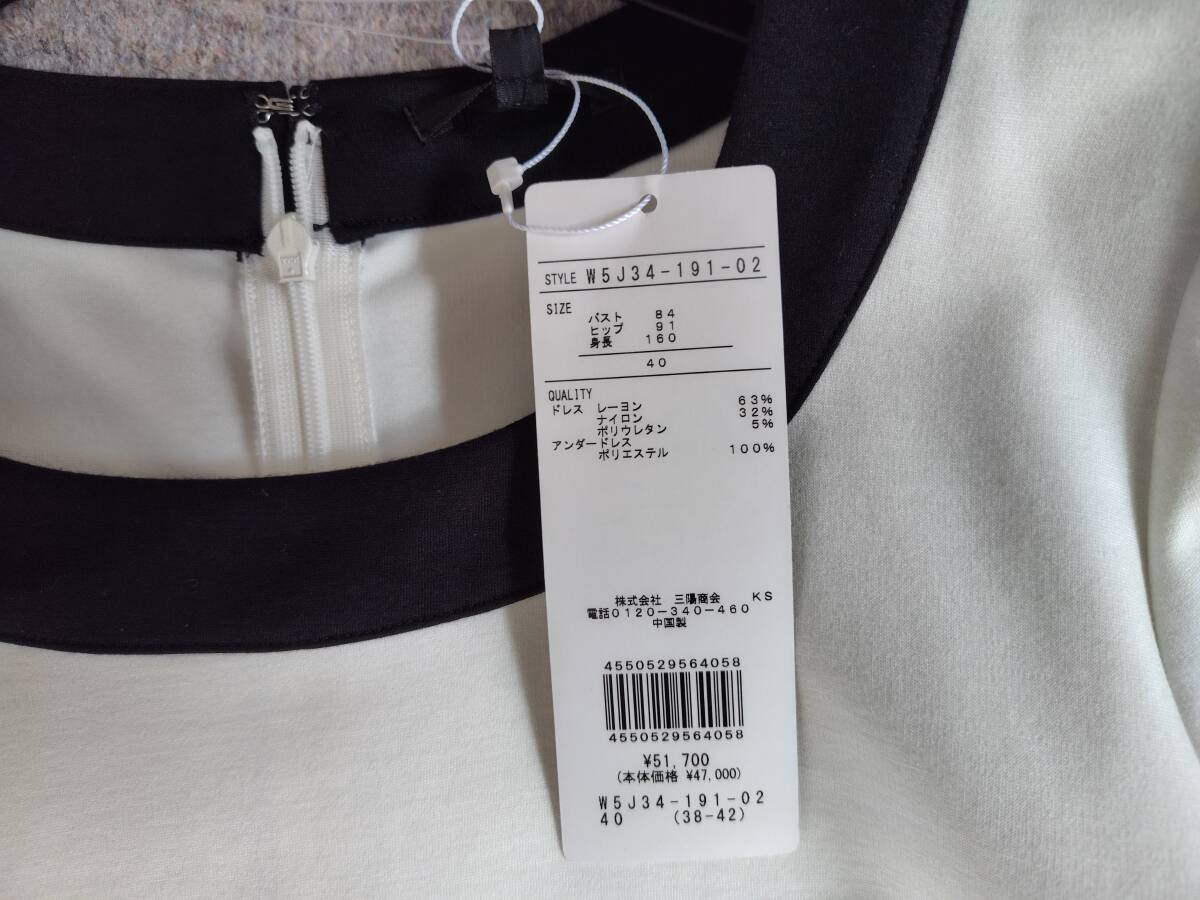 STYLE W5J34-191-02
SIZE
バスト 84
ヒップ 91
身長 160
40
QUALITY
ドレス レーヨン 63%
ナイロン 32%
ポリウレタン 5%
アンダードレス
ポリエステル 100%
株式会社 三陽商会 KS
電話0120-340-460
中国製
4550529564058
4550529564058
¥51,700
(本体価格 ¥47,000)
W5J34-191-02
40 (38-42)